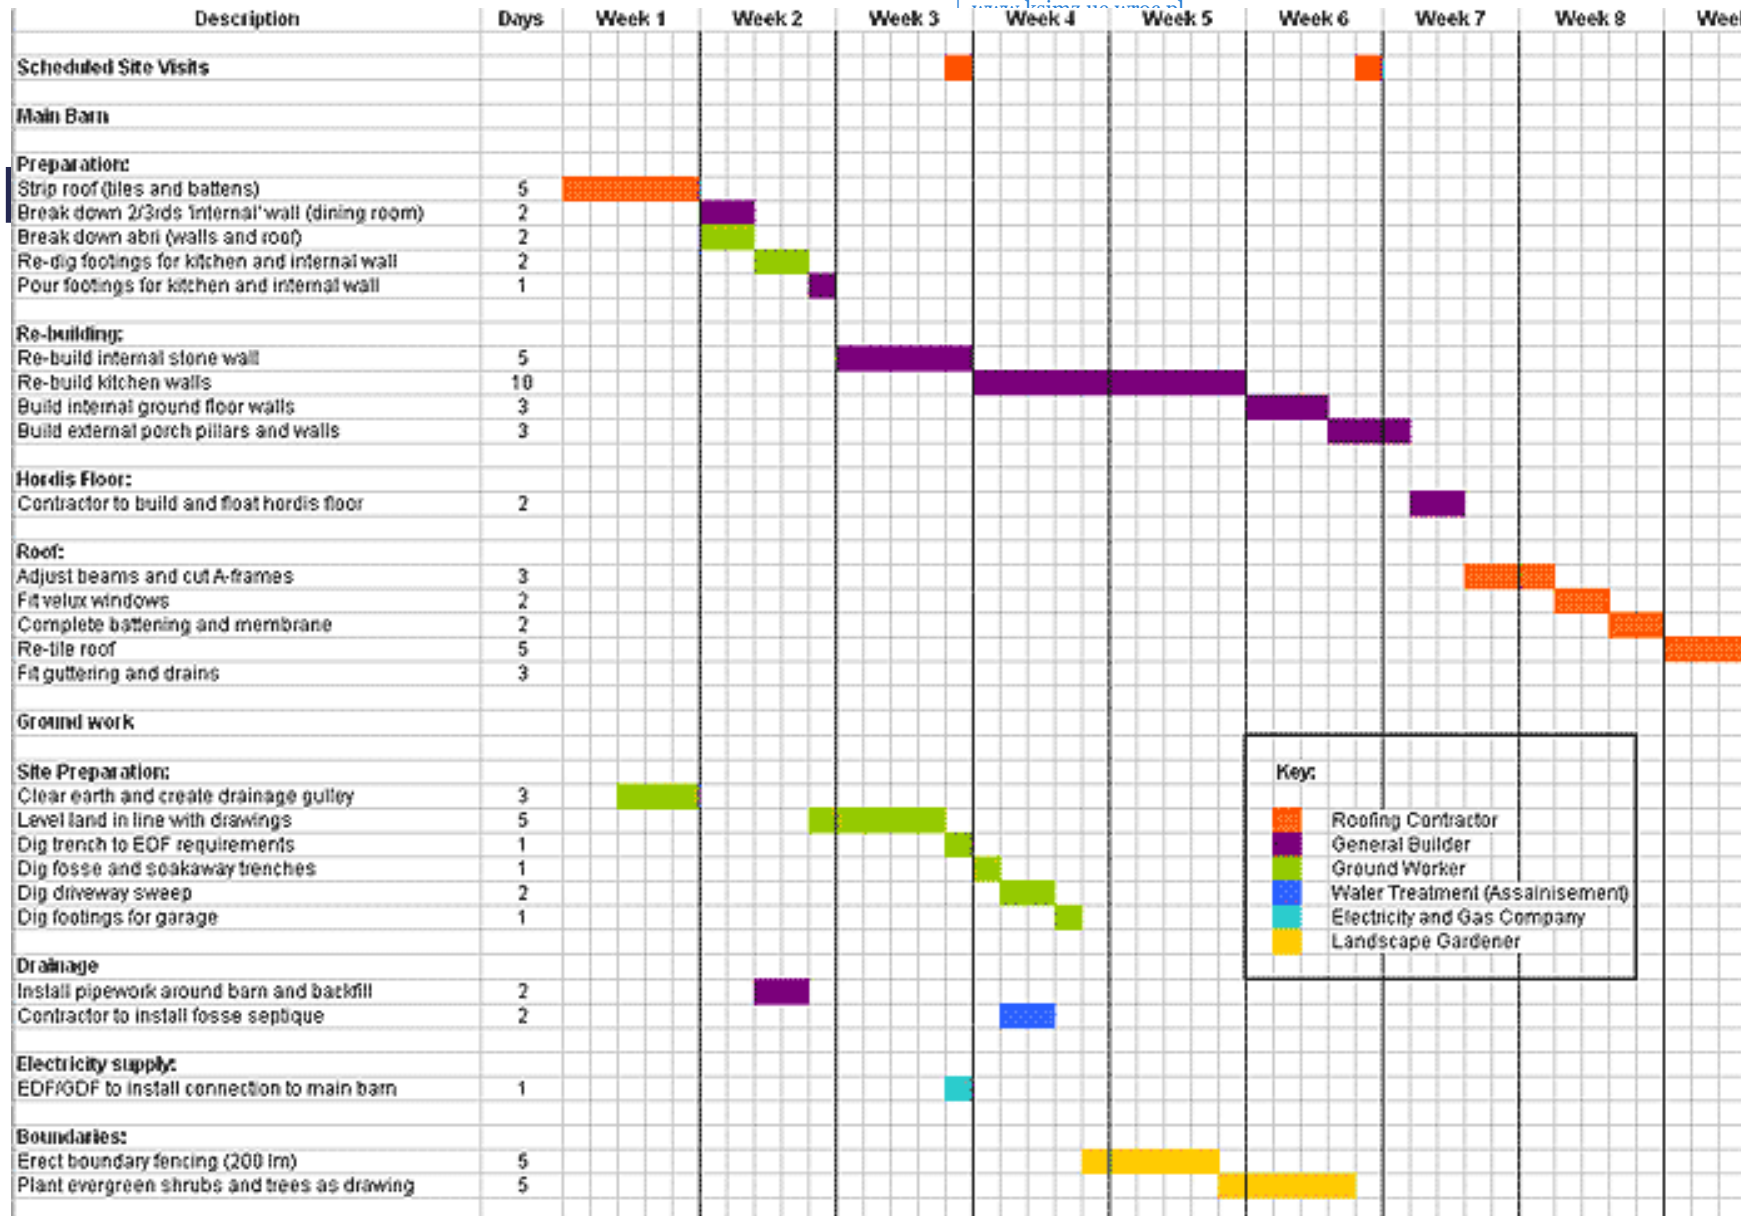 Description Days Week 1 Week 2 Week 3 Week 4 Week 5 Week 6 Week 7 Week 8
Scheduled Site Visits
Main Barn
Preparation:
Strip roof (tiles and battens) 5
Break down 2/3rds 'internal' wall (dining room) 2
Break down abri (walls and roof) 2
Re-dig footings for kitchen and internal wall 2
Pour footings for kitchen and internal wall 1
Re-building:
Re-build internal stone wall 5
Re-build kitchen walls 10
Build internal ground floor walls 3
Build external porch pillars and walls 3
Hordis Floor:
Contractor to build and float hordis floor 2
Roof:
Adjust beams and cut A-frames 3
Fit velux windows 2
Complete battening and membrane 2
Re-tile roof 5
Fit guttering and drains 3
Ground work
Site Preparation:
Clear earth and create drainage gulley 3
Level land in line with drawings 5
Dig trench to EDF requirements 1
Dig fosse and soakaway trenches 1
Dig driveway sweep 2
Dig footings for garage 1
Drainage
Install pipework around barn and backfill 2
Contractor to install fosse septique 2
Electricity supply:
EDF/GDF to install connection to main barn 1
Boundaries:
Erect boundary fencing (200 lm) 5
Plant evergreen shrubs and trees as drawing 5
Key:
Roofing Contractor
General Builder
Ground Worker
Water Treatment (Assainisement)
Electricity and Gas Company
Landscape Gardener